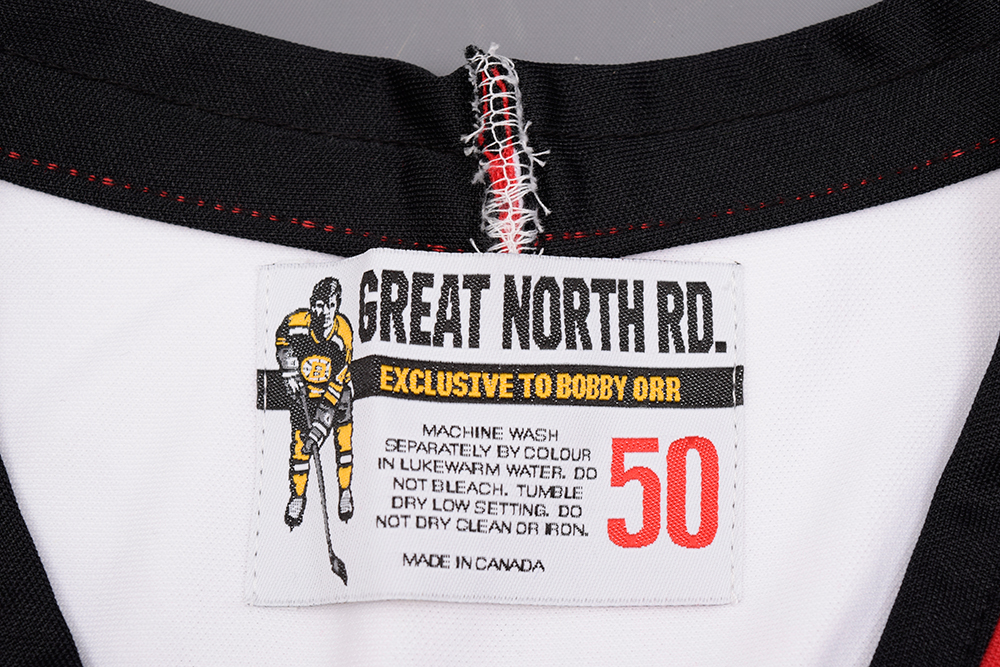 GREAT NORTH RD.
EXCLUSIVE TO BOBBY ORR
MACHINE WASH
SEPARATELY BY COLOUR
IN LUKEWARM WATER. DO
NOT BLEACH. TUMBLE
DRY LOW SETTING. DO
NOT DRY CLEAN OR IRON.
50
MADE IN CANADA